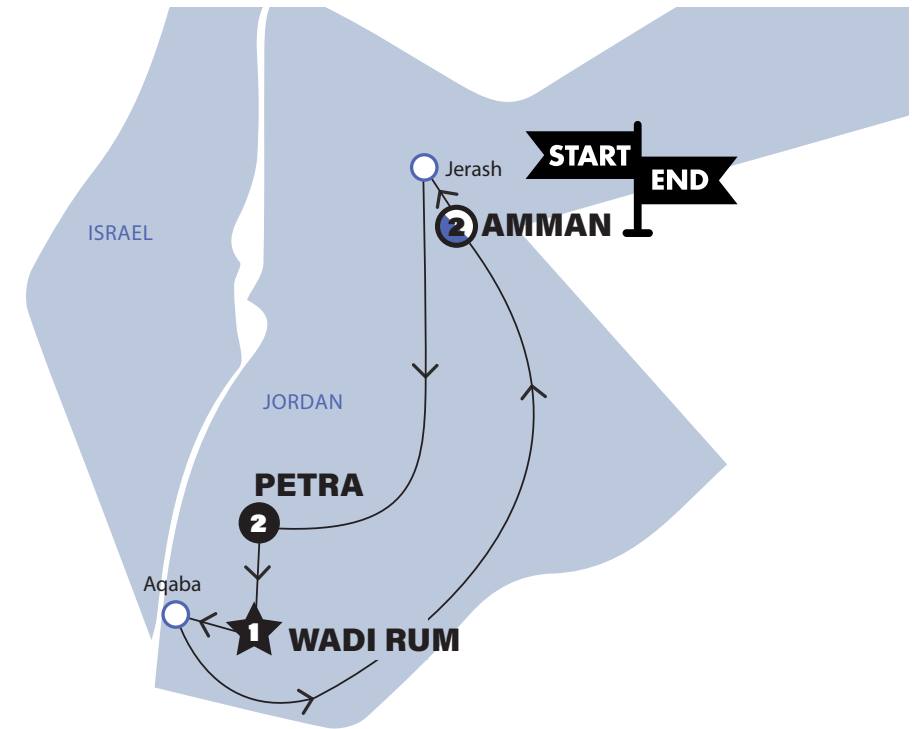 Jerash
START
END
2 AMMAN
ISRAEL
JORDAN
PETRA
2
Aqaba
1
WADI RUM